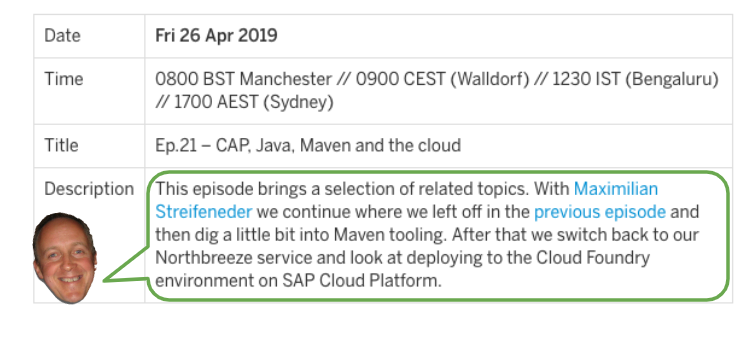 Date Fri 26 Apr 2019
Time 0800 BST Manchester // 0900 CEST (Walldorf) // 1230 IST (Bengaluru)
// 1700 AEST (Sydney)
Title Ep.21 – CAP, Java, Maven and the cloud
Description This episode brings a selection of related topics. With Maximilian
Streifeneder we continue where we left off in the previous episode and
then dig a little bit into Maven tooling. After that we switch back to our
Northbreeze service and look at deploying to the Cloud Foundry
environment on SAP Cloud Platform.